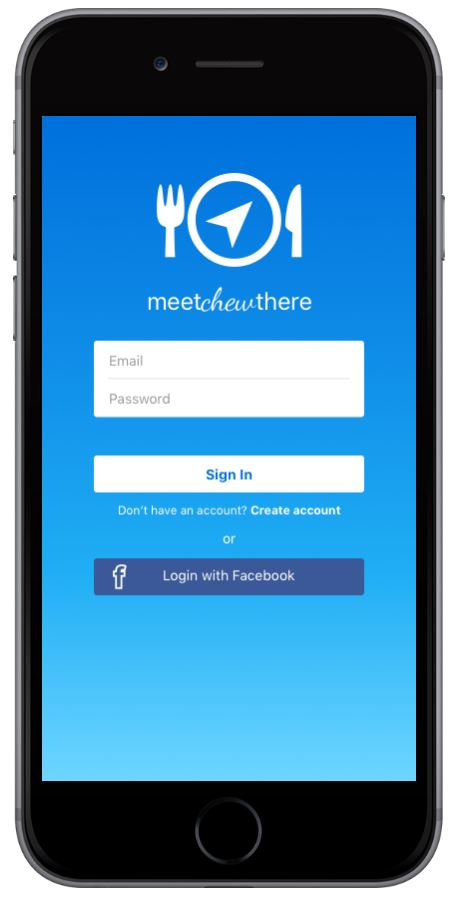 meetchewthere
Email
Password
Sign In
Don't have an account? Create account
or
f Login with Facebook